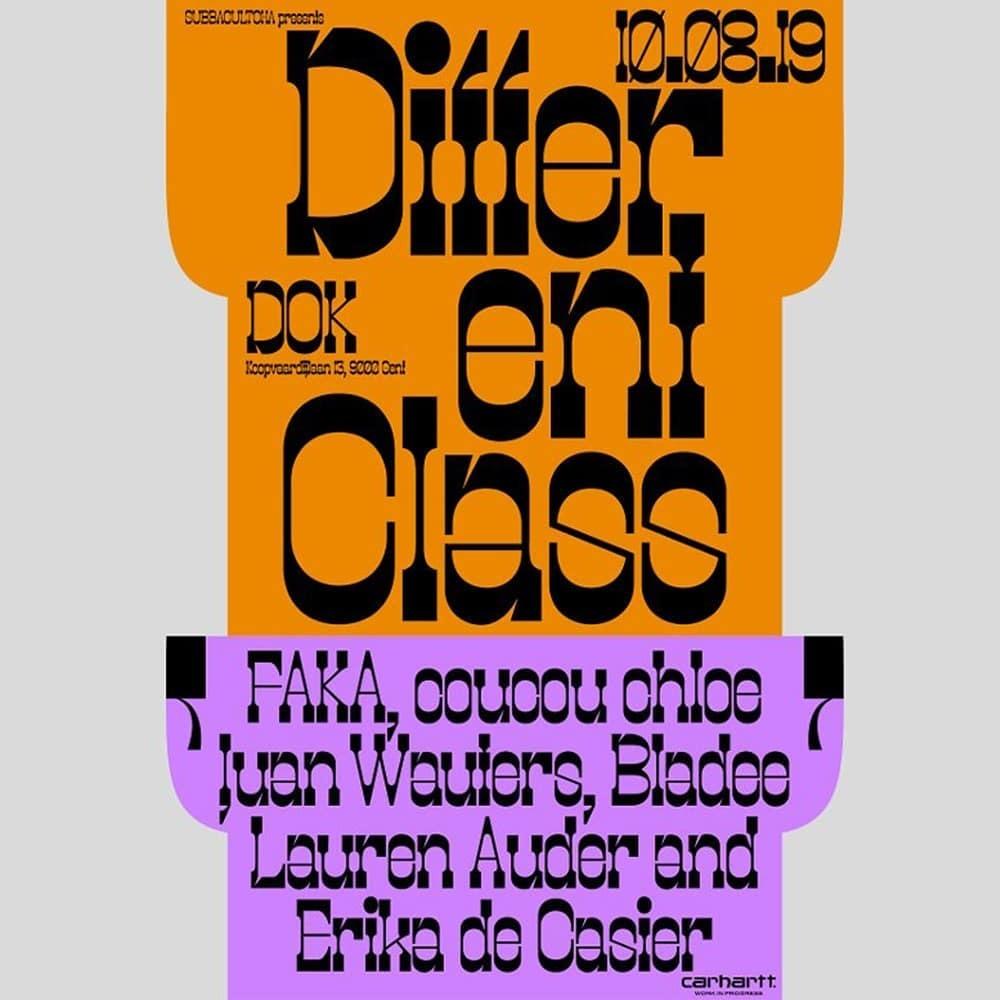 SUBBACULTCHA presents
10.08.19
Differ
ent
DOK
Koopvaardijlaan 13, 9000 Gent
Class
FAKA, coucou chloe
Juan Wauters, Bladee
Lauren Auder and
Erika de Casier
carhartt
WORK IN PROGRESS